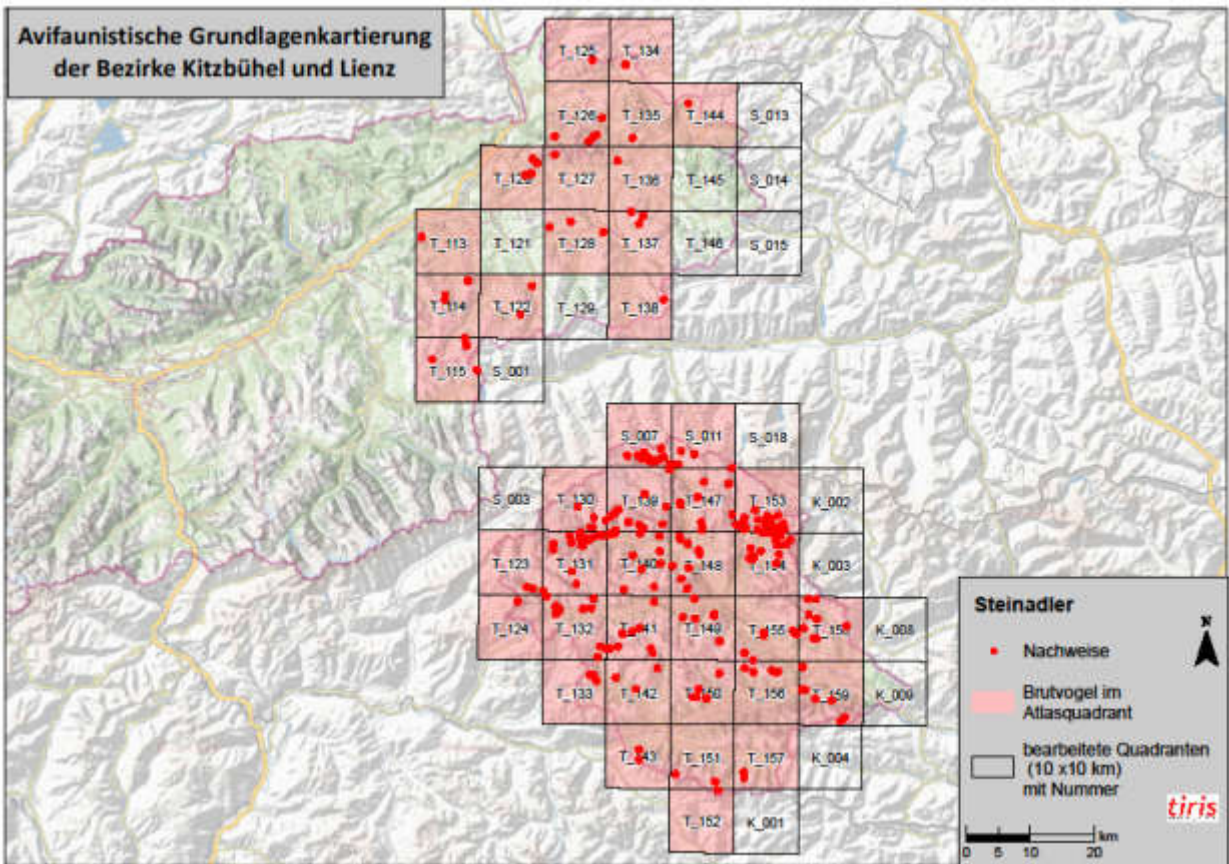 Avifaunistische Grundlagenkartierung
der Bezirke Kitzbühel und Lienz
T_125 T_134
T_126 T_135 T_144 S_013
T_127 T_136 T_145 S_014
T_113 T_121 T_128 T_137 T_146 S_015
T_114 T_122 T_129 T_138
T_115 S_001
S_007 S_011 S_018
S_003 T_130 T_139 T_147 T_153 K_002
T_123 T_131 T_140 T_148 T_154 K_003
T_124 T_132 T_141 T_149 T_155 K_008
T_133 T_142 T_150 T_156 T_159 K_009
T_143 T_151 T_157 K_004
T_152 K_001
Steinadler
N
Nachweise
Brutvogel im
Atlasquadrant
bearbeitete Quadranten
(10 x10 km)
mit Nummer
tiris
km
0 5 10 20